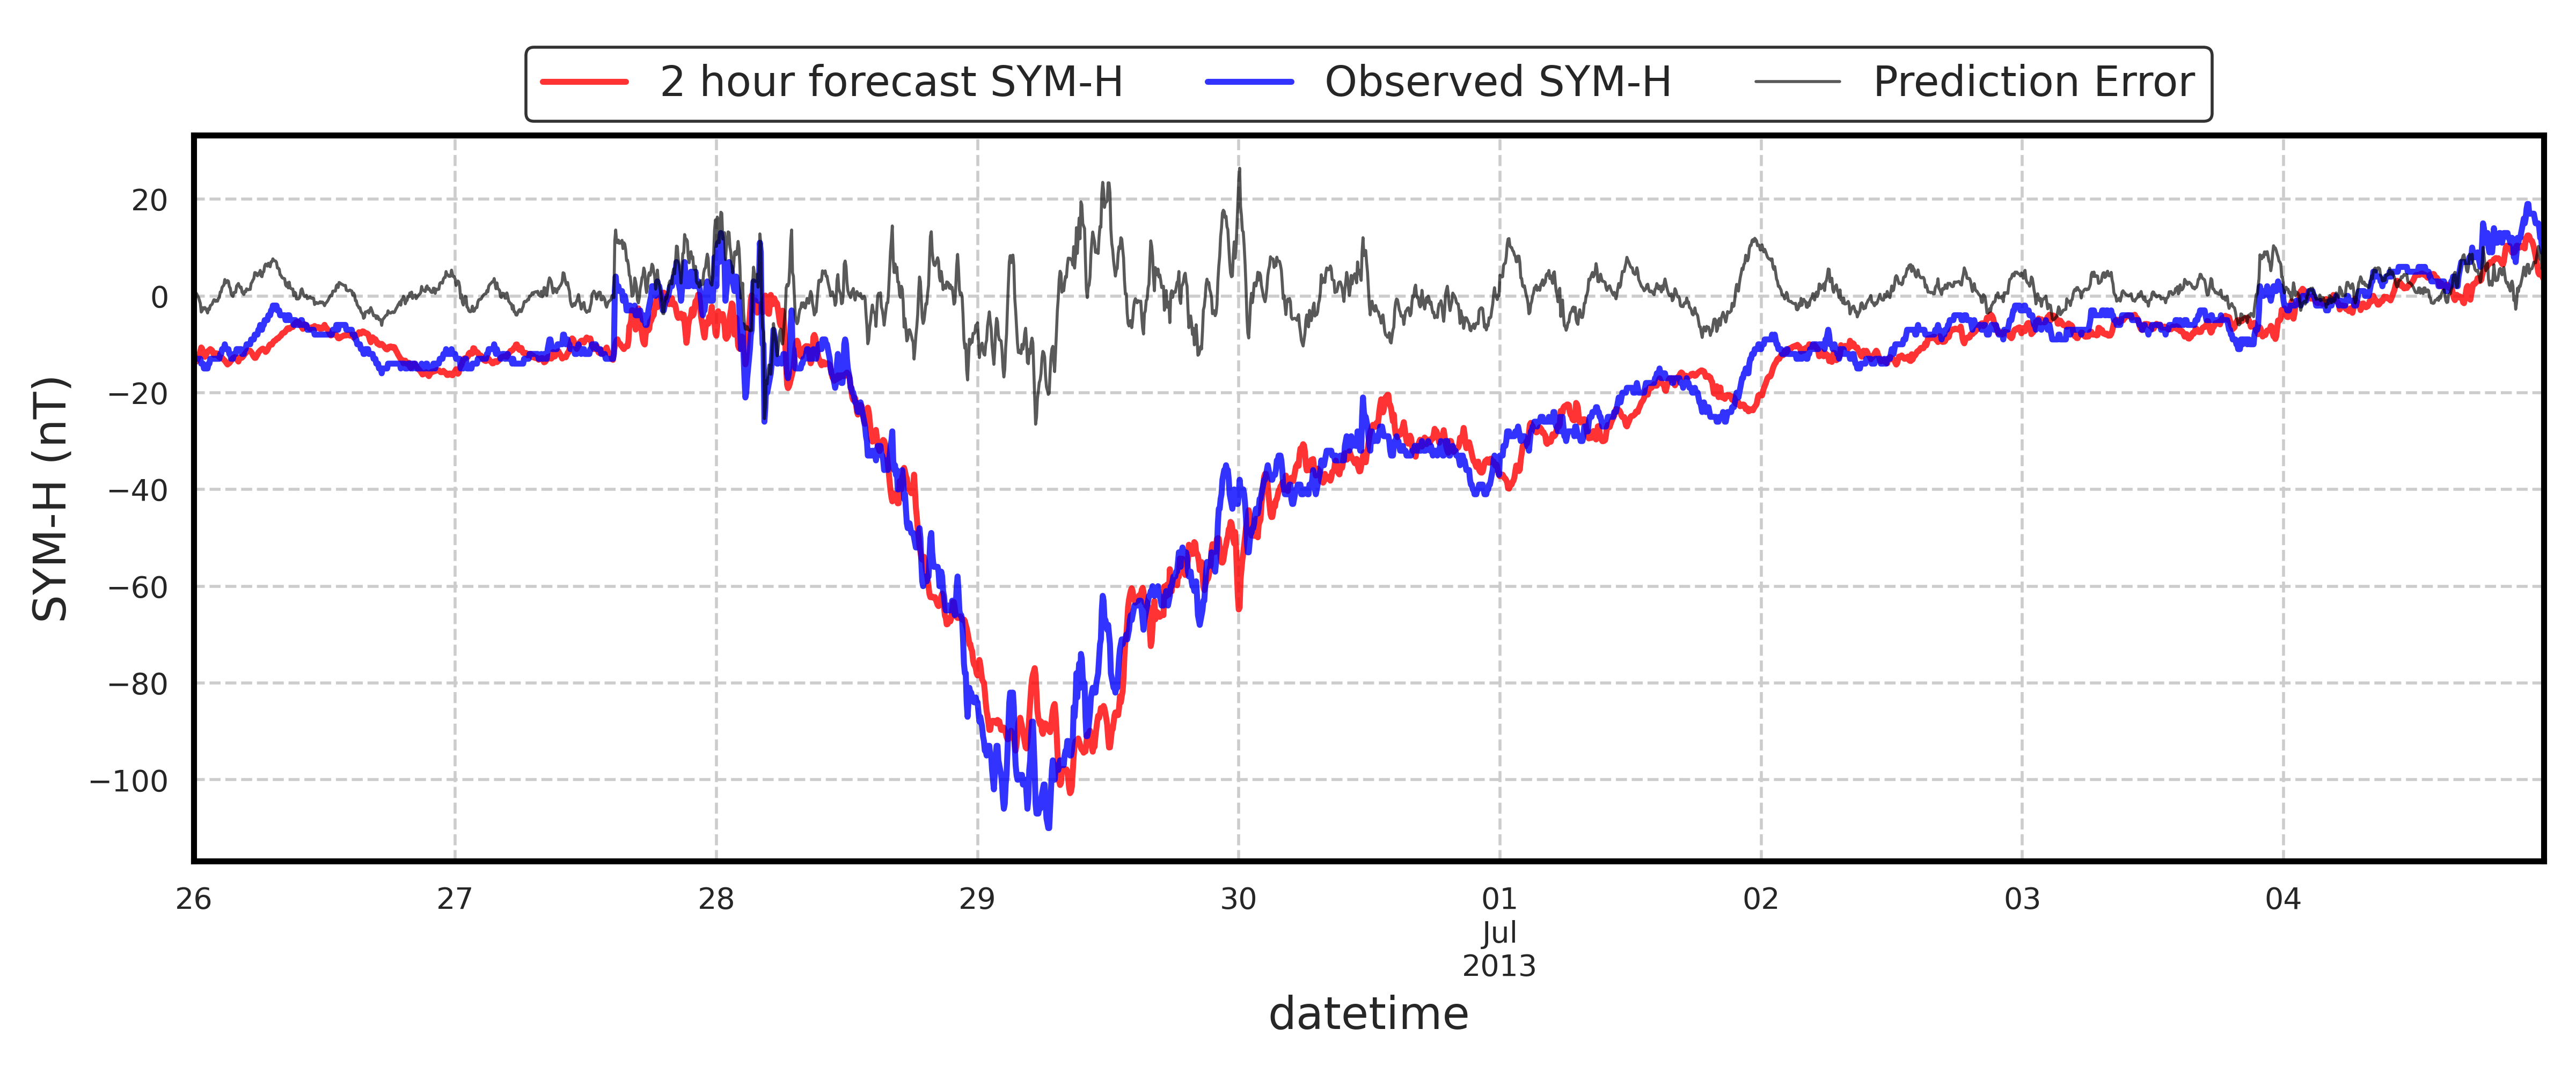 2 hour forecast SYM-H
Observed SYM-H
Prediction Error
SYM-H (nT)
20
0
−20
−40
−60
−80
−100
26
27
28
29
30
01
02
03
04
Jul
2013
datetime